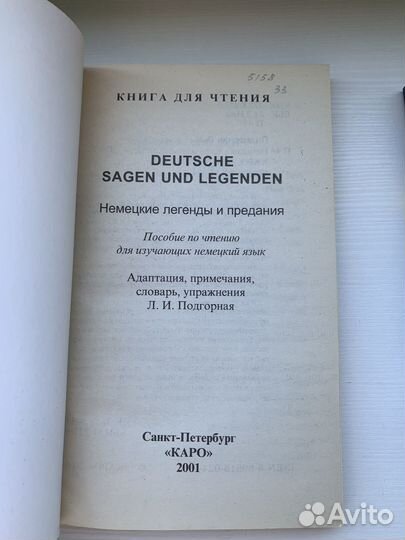 5158
33
КНИГА ДЛЯ ЧТЕНИЯ
DEUTSCHE
SAGEN UND LEGENDEN
Немецкие легенды и предания
Пособие по чтению
для изучающих немецкий язык
Адаптация, примечания,
словарь, упражнения
Л. И. Подгорная
Санкт-Петербург
«КАРО»
2001
Avito